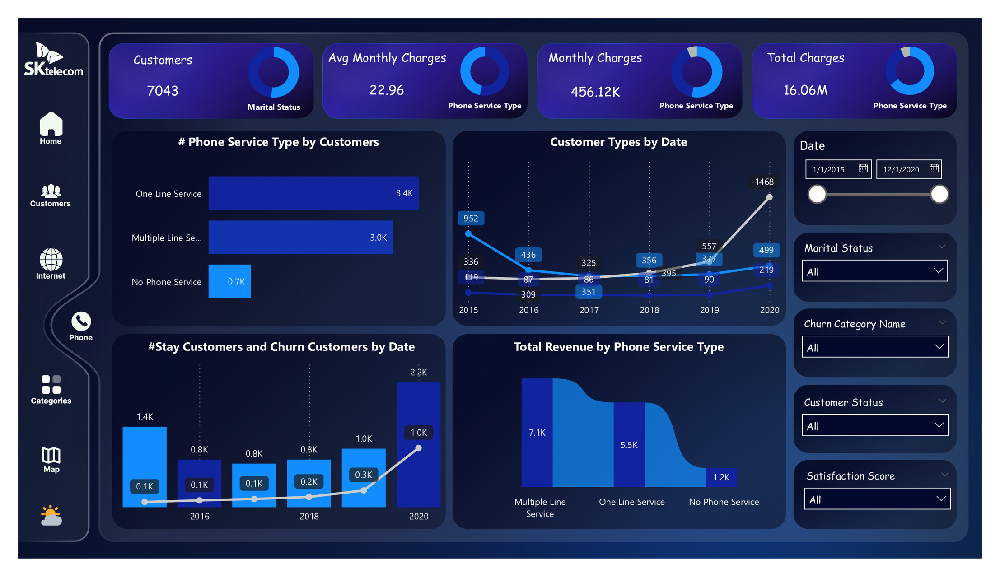 SKtelecom
Home
Customers
Internet
Phone
Categories
Map
Customers
7043
Marital Status
Avg Monthly Charges
22.96
Phone Service Type
Monthly Charges
456.12K
Phone Service Type
Total Charges
16.06M
Phone Service Type
# Phone Service Type by Customers
One Line Service
3.4K
Multiple Line Se...
3.0K
No Phone Service
0.7K
Customer Types by Date
1468
952
557
499
436
377
356
336
325
395
219
119
87
86
81
90
309
351
2015
2016
2017
2018
2019
2020
Date
1/1/2015
12/1/2020
Marital Status
All
Churn Category Name
All
Customer Status
All
Satisfaction Score
All
#Stay Customers and Churn Customers by Date
2.2K
1.4K
1.0K
1.0K
0.8K
0.8K
0.8K
0.1K
0.1K
0.1K
0.2K
0.3K
2016
2018
2020
Total Revenue by Phone Service Type
7.1K
5.5K
1.2K
Multiple Line
Service
One Line Service
No Phone Service